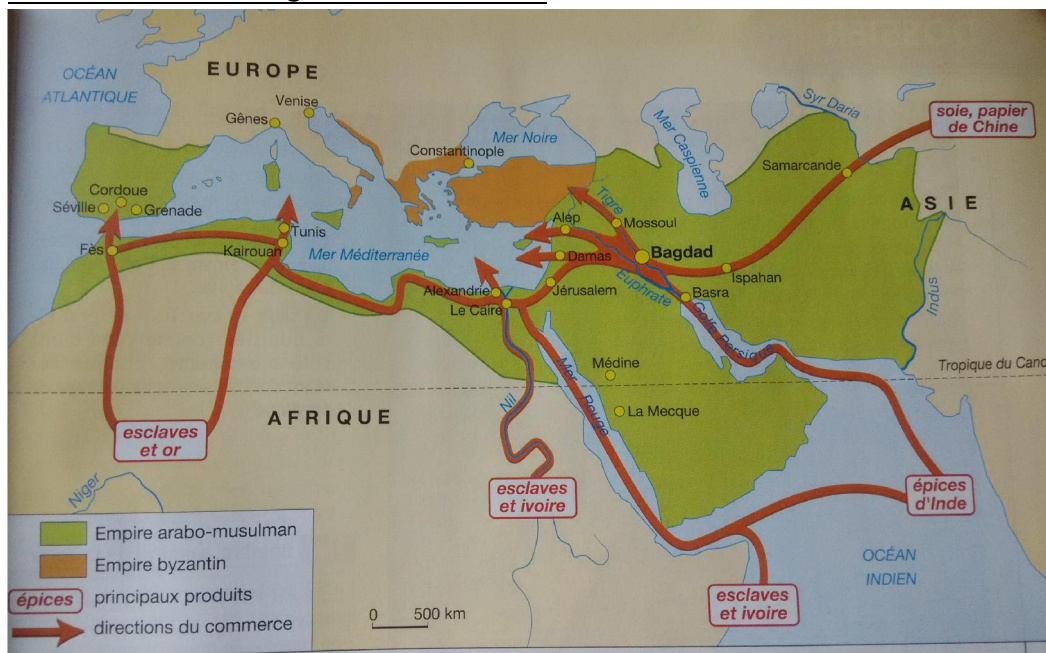 OCÉAN
ATLANTIQUE
EUROPE
Venise
Gênes
Mer Noire
Constantinople
Mer Caspienne
Syr Daria
soie, papier
de Chine
Samarcande
ASIE
Cordoue
Séville
Grenade
Fès
Tunis
Kairouan
Mer Méditerranée
Alep
Tigre
Mossoul
Bagdad
Damas
Ispahan
Euphrate
Basra
Jérusalem
Alexandrie
Le Caire
Golfe Persique
Indus
Médine
Tropique du Canc
Mer Rouge
La Mecque
Nil
AFRIQUE
esclaves
et or
Niger
esclaves
et ivoire
épices
d'Inde
OCÉAN
INDIEN
esclaves
et ivoire
Empire arabo-musulman
Empire byzantin
épices principaux produits
directions du commerce
0 500 km